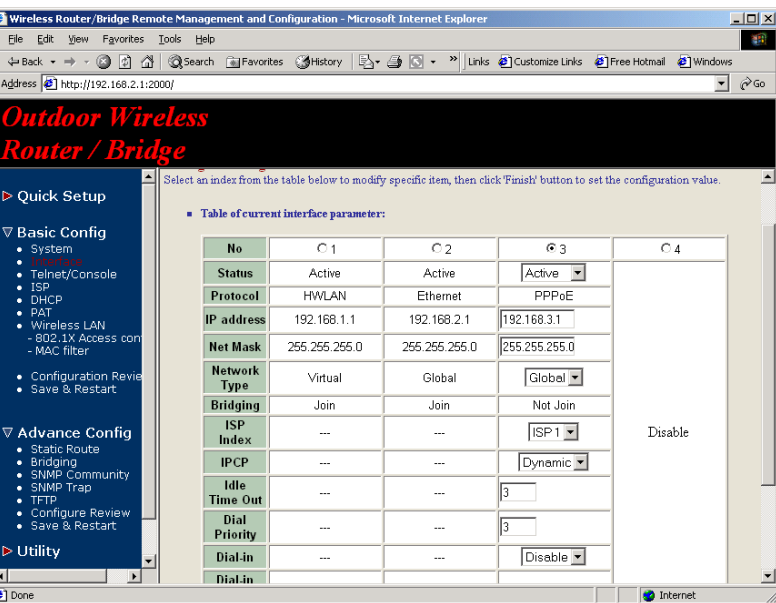 Wireless Router/Bridge Remote Management and Configuration - Microsoft Internet Explorer
File Edit View Favorites Tools Help
Back Search Favorites History » Links Customize Links Free Hotmail Windows
Address http://192.168.2.1:2000/ Go
Outdoor Wireless
Router / Bridge
Quick Setup
Basic Config
System
Interface
Telnet/Console
ISP
DHCP
PAT
Wireless LAN
- 802.1X Access con
- MAC filter
Configuration Revie
Save & Restart
Advance Config
Static Route
Bridging
SNMP Community
SNMP Trap
TFTP
Configure Review
Save & Restart
Utility
Select an index from the table below to modify specific item, then click 'Finish' button to set the configuration value.
Table of current interface parameter:
No 1 2 3 4
Status Active Active Active
Protocol HWLAN Ethernet PPPoE
IP address 192.168.1.1 192.168.2.1 192.168.3.1
Net Mask 255.255.255.0 255.255.255.0 255.255.255.0
Network
Type Virtual Global Global
Bridging Join Join Not Join
ISP
Index --- --- ISP 1
Disable
IPCP --- --- Dynamic
Idle
Time Out --- --- 3
Dial
Priority --- --- 3
Dial-in --- --- Disable
Dial-in
Done Internet